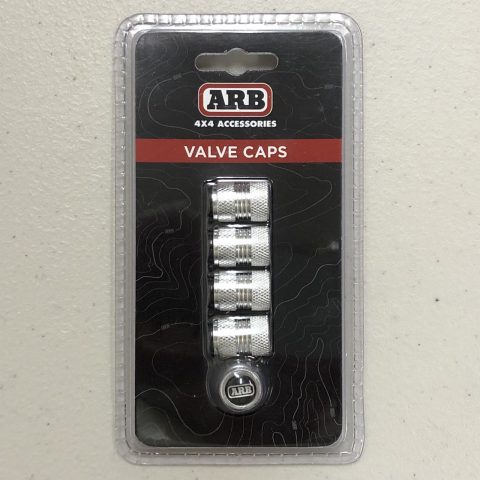 ARB
4X4 ACCESSORIES
VALVE CAPS
ARB